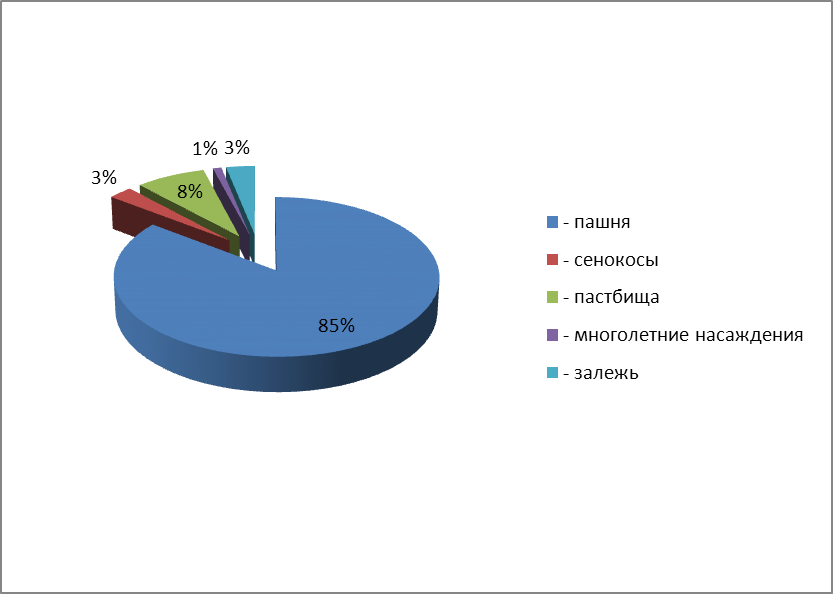 1%
3%
3%
8%
85%
- пашня
- сенокосы
- пастбища
- многолетние насаждения
- залежь